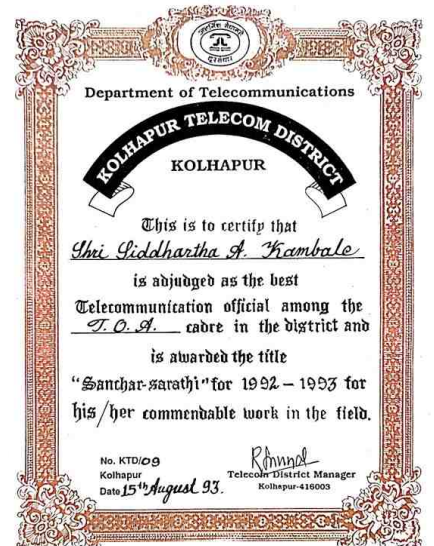 Department of Telecommunications
KOLHAPUR TELECOM DISTRICT
KOLHAPUR
This is to certify that
Shri Siddhartha A. Kambale
is adjudged as the best
Telecommunication official among the
T. O. A. cadre in the district and
is awarded the title
"Sanchar-sarathi" for 1992 – 1993 for
his/her commendable work in the field.
No. KTD/09
Kolhapur
Date 15th August 93.
Telecom District Manager
Kolhapur-416003